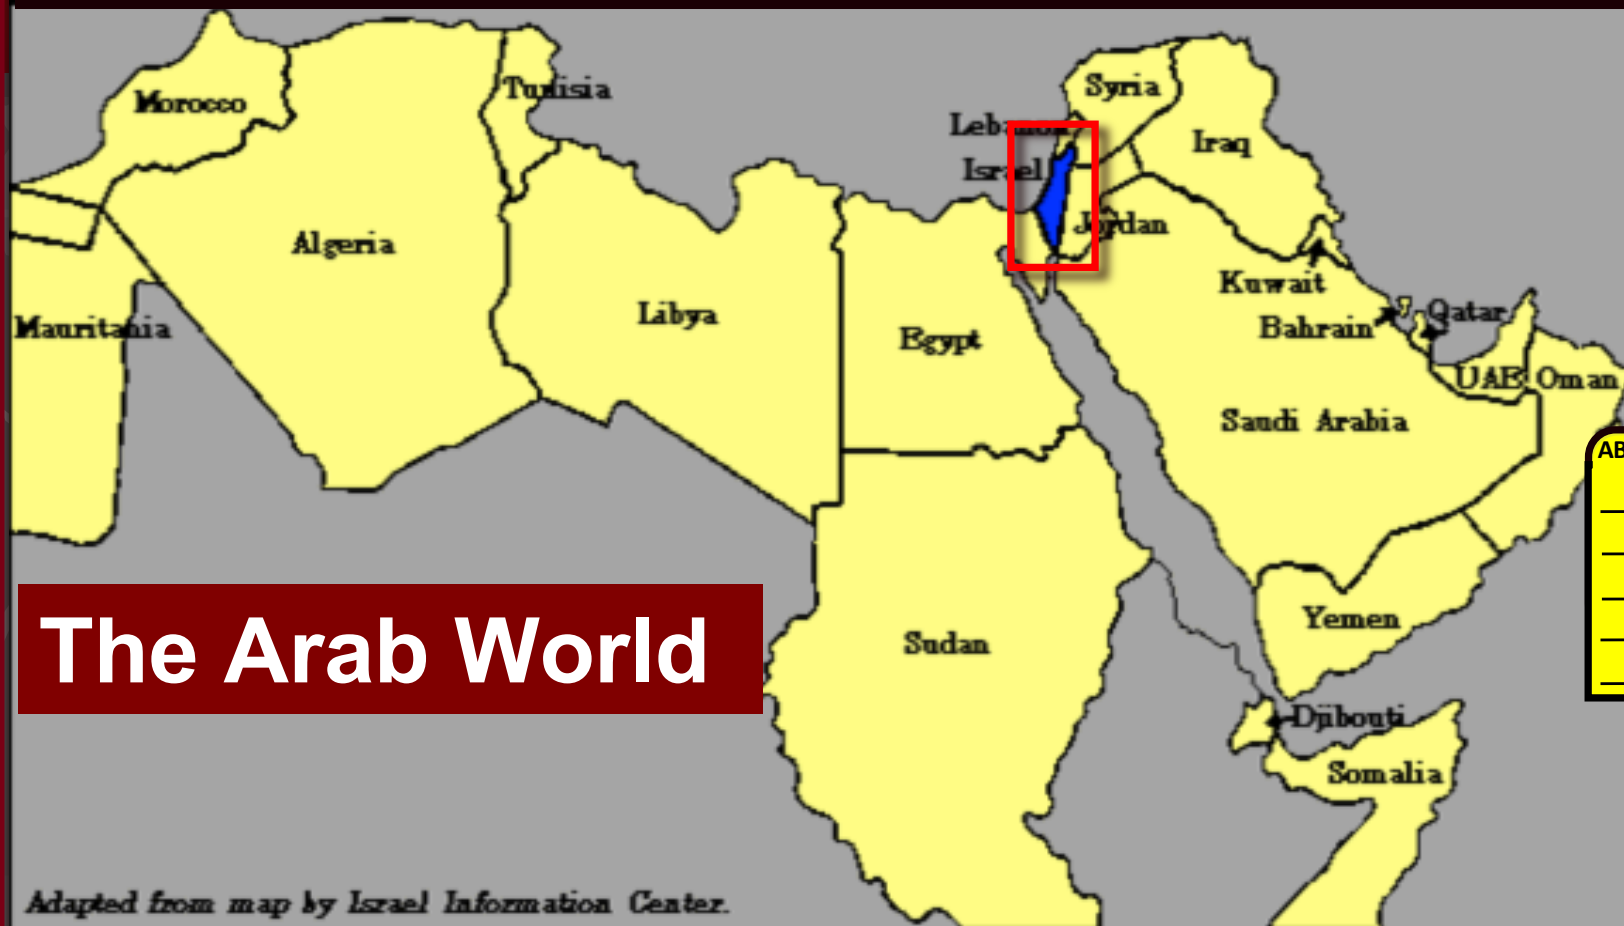 Morocco
Tunisia
Syria
Lebanon
Iraq
Israel
Algeria
Jordan
Kuwait
Mauritania
Libya
Bahrain
Qatar
Egypt
UAE
Oman
Saudi Arabia
AB
Yemen
The Arab World
Sudan
Djibouti
Somalia
Adapted from map by Israel Information Center.